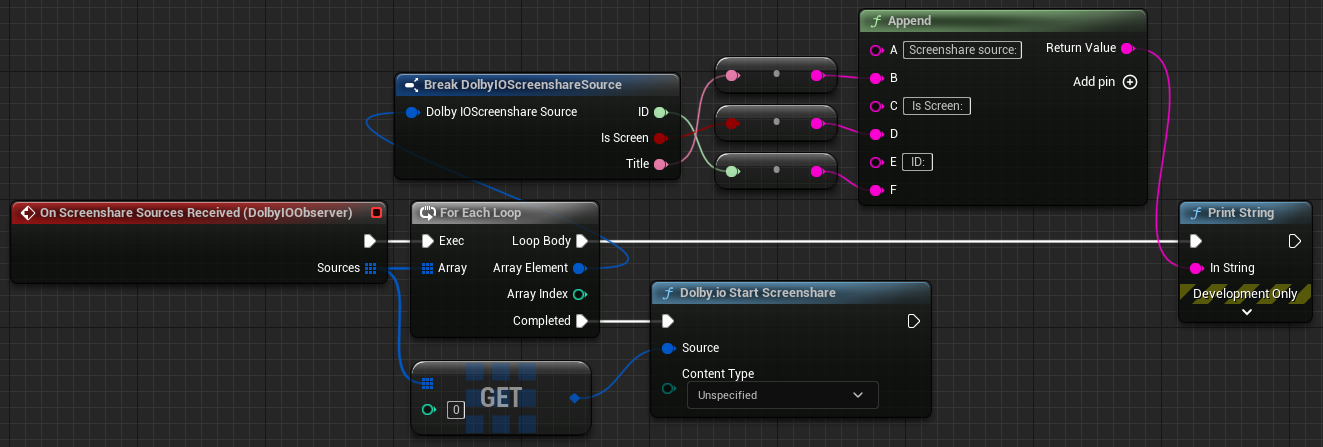 Append
A Screenshare source: Return Value
B Add pin
C Is Screen:
D
E ID:
F
Break DolbyIOScreenshareSource
Dolby IOScreenshare Source ID
Is Screen
Title
On Screenshare Sources Received (DolbyIOObserver)
Sources
For Each Loop
Exec Loop Body
Array Array Element
Array Index
Completed
Print String
In String
Development Only
Dolby.io Start Screenshare
Source
Content Type
Unspecified
GET
0